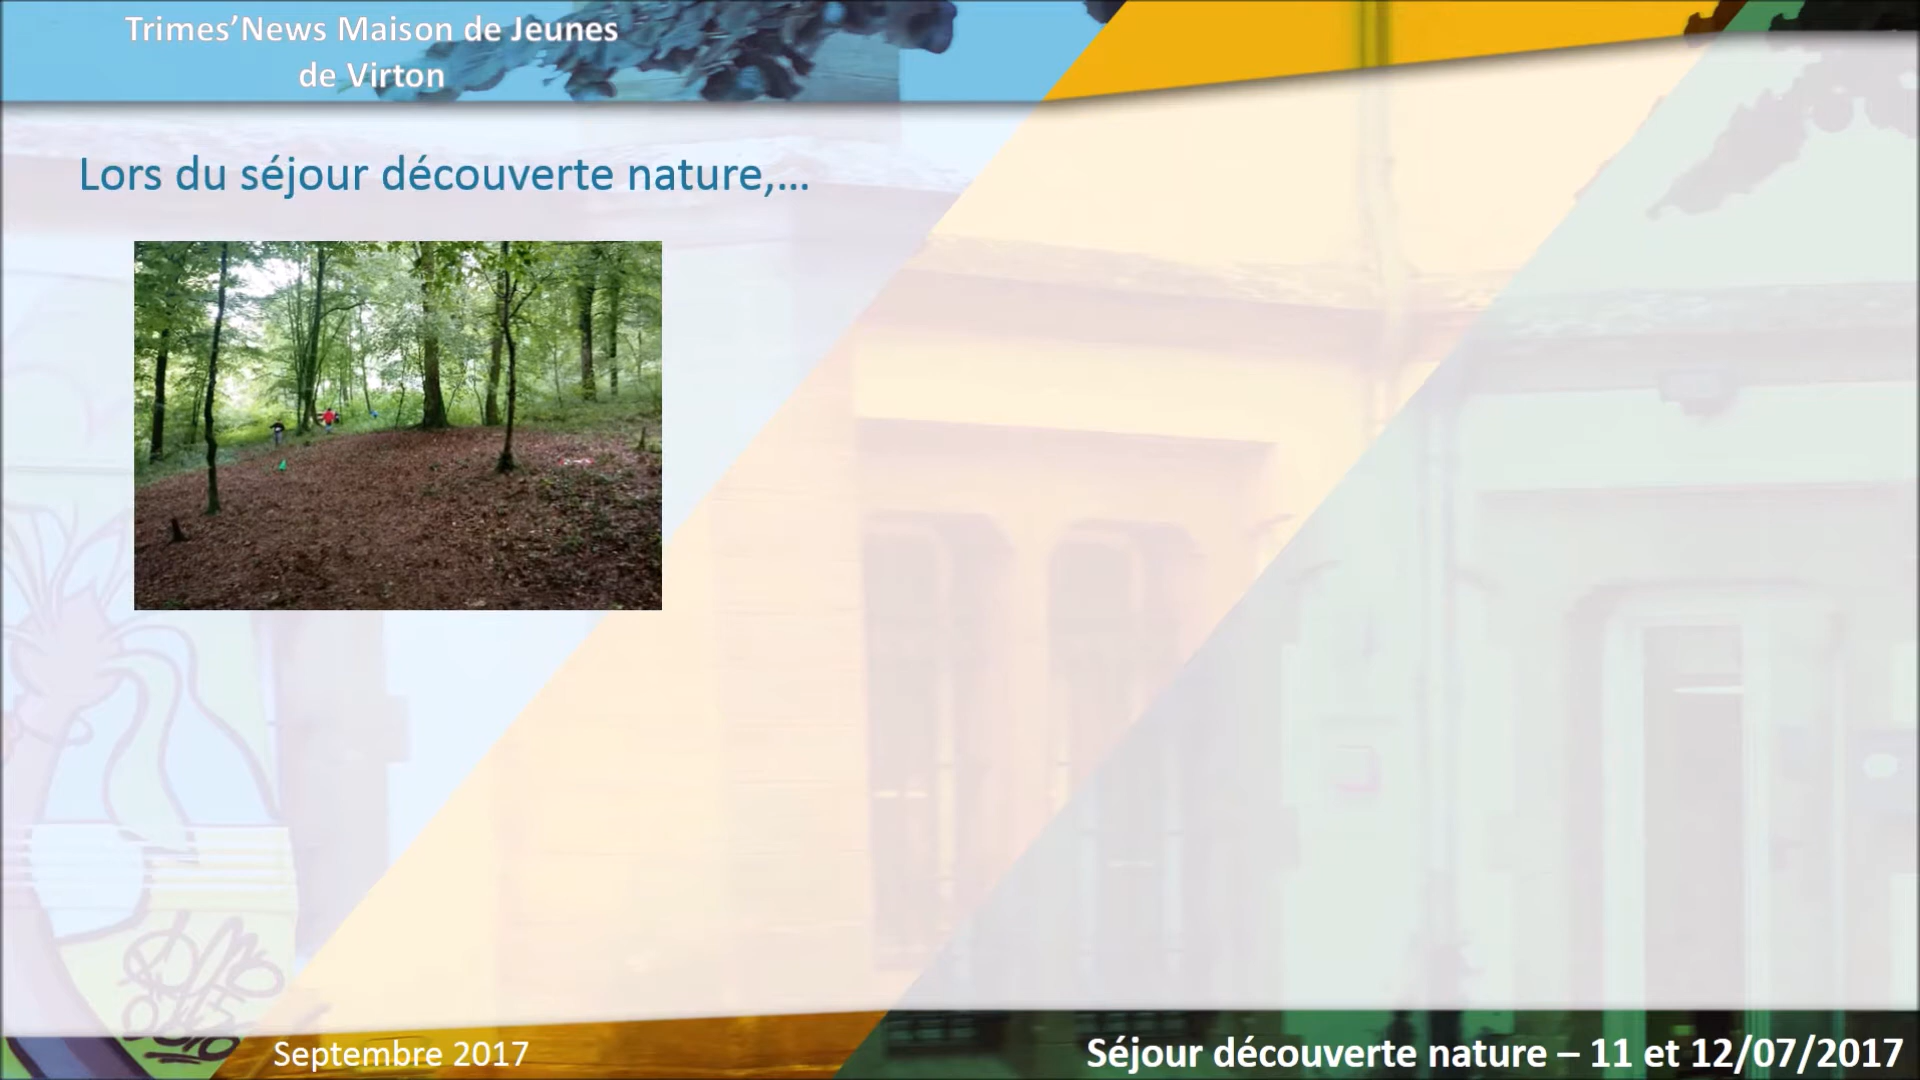 Trimes’News Maison de Jeunes
de Virton
Lors du séjour découverte nature,...
Septembre 2017
Séjour découverte nature – 11 et 12/07/2017